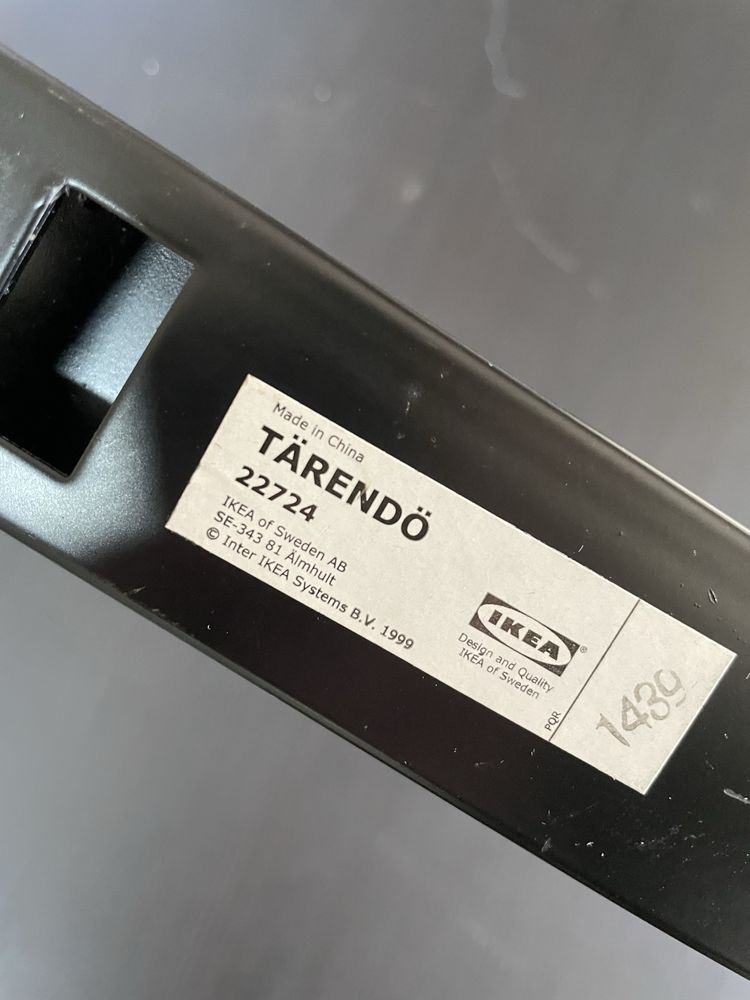 Made in China
TÄRENDÖ
22724
IKEA of Sweden AB
SE-343 81 Älmhult
© Inter IKEA Systems B.V. 1999
IKEA®
Design and Quality
IKEA of Sweden
PQR
1439